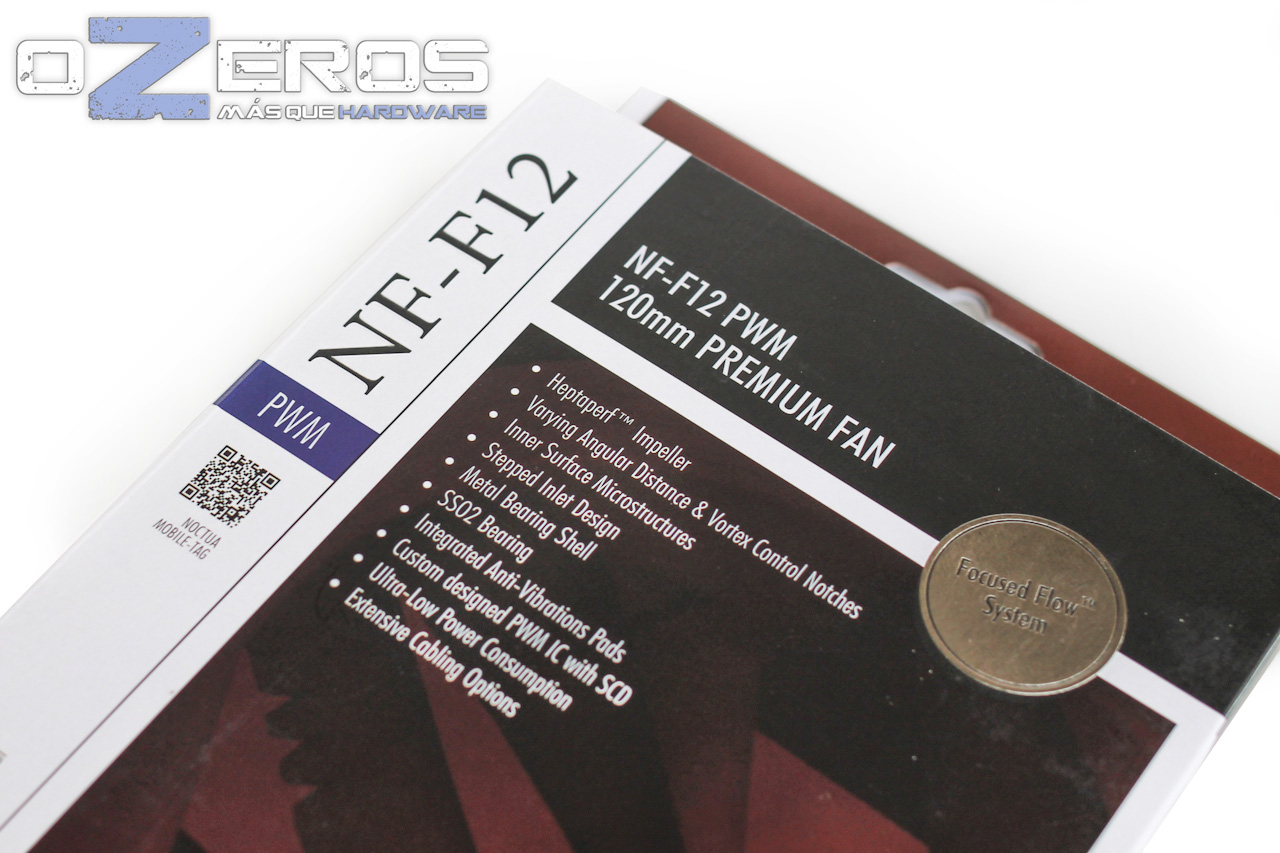 oZEROS
MÁS QUE HARDWARE
NF-F12
PWM
NOCTUA
MOBILE-TAG
NF-F12 PWM
120mm PREMIUM FAN
• Heptaperf™ Impeller
• Varying Angular Distance & Vortex Control Notches
• Inner Surface Microstructures
• Stepped Inlet Design
• Metal Bearing Shell
• SSO2 Bearing
• Integrated Anti-Vibrations Pads
• Custom designed PWM IC with SCD
• Ultra-Low Power Consumption
• Extensive Cabling Options
Focused Flow™
System